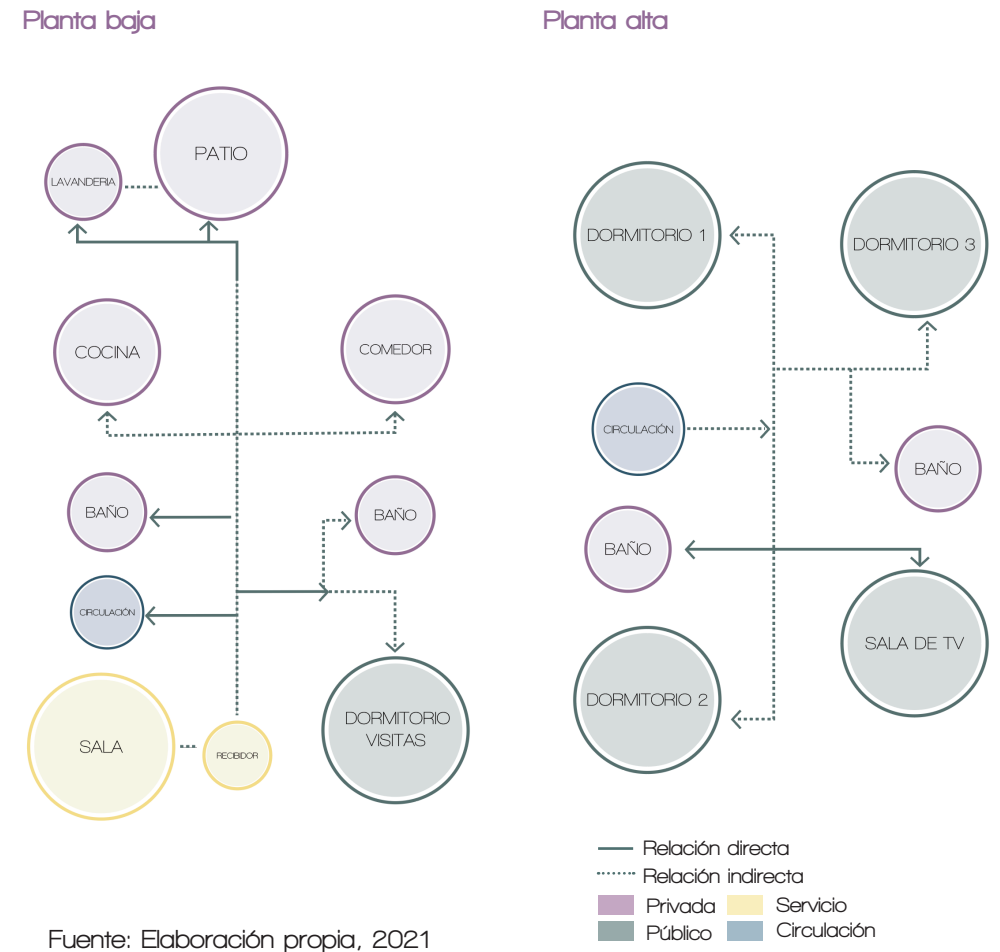 Planta baja
Planta alta
PATIO
LAVANDERIA
COCINA
COMEDOR
BAÑO
BAÑO
CIRCULACIÓN
SALA
RECIBIDOR
DORMITORIO
VISITAS
DORMITORIO 1
DORMITORIO 3
CIRCULACIÓN
BAÑO
BAÑO
SALA DE TV
DORMITORIO 2
Relación directa
Relación indirecta
Privada
Servicio
Público
Circulación
Fuente: Elaboración propia, 2021